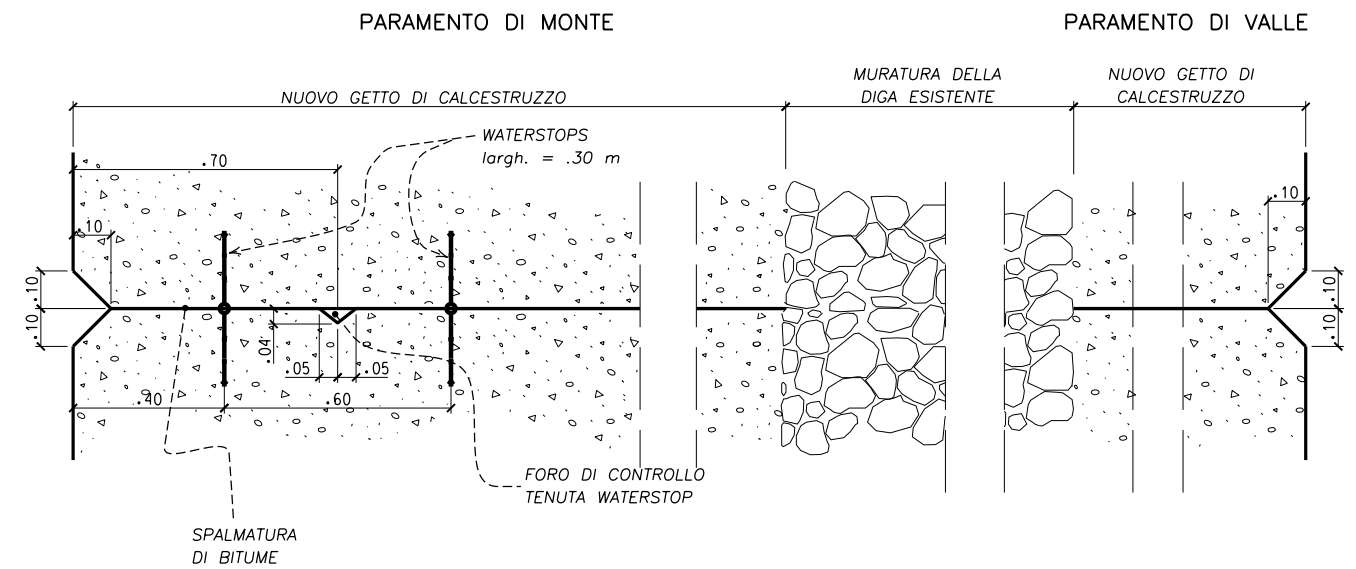 PARAMENTO DI MONTE
PARAMENTO DI VALLE
NUOVO GETTO DI CALCESTRUZZO
MURATURA DELLA
DIGA ESISTENTE
NUOVO GETTO DI
CALCESTRUZZO
WATERSTOPS
largh. = .30 m
.70
.10
.10
.10
.10
.10
.10
.10
.04
.05
.05
.40
.60
FORO DI CONTROLLO
TENUTA WATERSTOP
SPALMATURA
DI BITUME